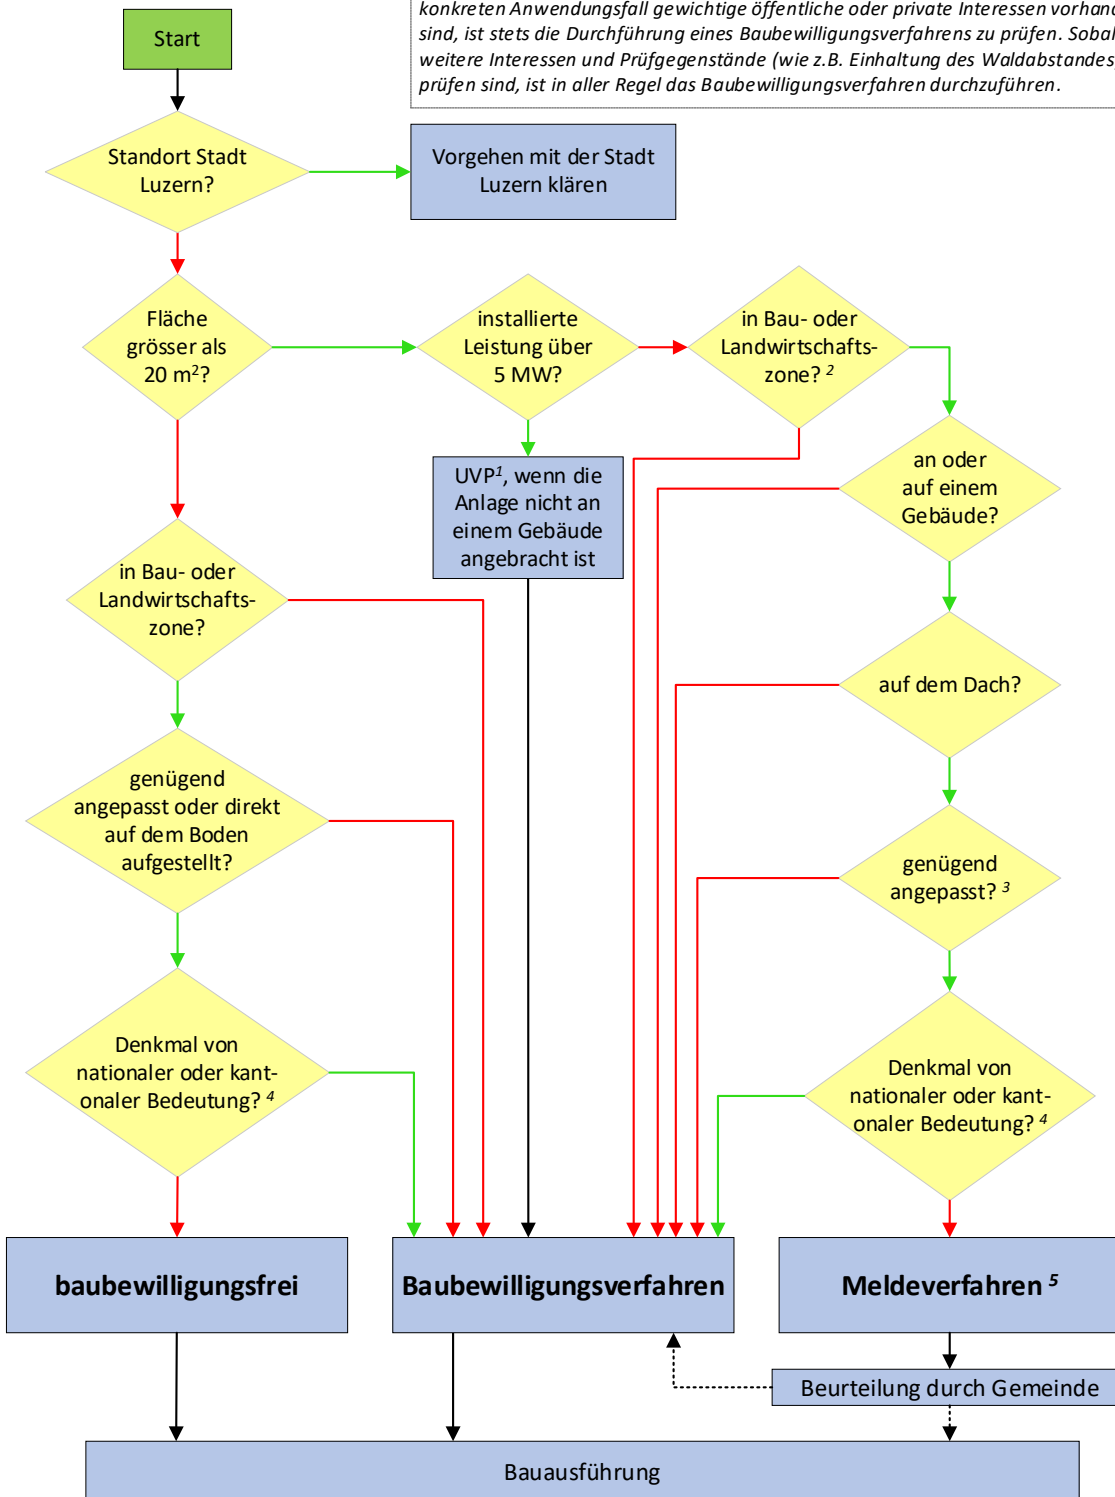 konkreten Anwendungsfall gewichtige öffentliche oder private Interessen
sind, ist stets die Durchführung eines Baubewilligungsverfahrens zu prüfen.
weitere Interessen und Prüfgegenstände (wie z.B. Einhaltung des Waldabstandes
prüfen sind, ist in aller Regel das Baubewilligungsverfahren durchzuführen.
Start
Standort Stadt
Luzern?
Vorgehen mit der Stadt
Luzern klären
Fläche
grösser als
20 m²?
installierte
Leistung über
5 MW?
in Bau- oder
Landwirtschafts-
zone? 2
UVP1, wenn die
Anlage nicht an
einem Gebäude
angebracht ist
an oder
auf einem
Gebäude?
in Bau- oder
Landwirtschafts-
zone?
auf dem Dach?
genügend
angepasst oder direkt
auf dem Boden
aufgestellt?
genügend
angepasst? 3
Denkmal von
nationaler oder kant-
onaler Bedeutung? 4
Denkmal von
nationaler oder kant-
onaler Bedeutung? 4
baubewilligungsfrei
Baubewilligungsverfahren
Meldeverfahren 5
Beurteilung durch Gemeinde
Bauausführung